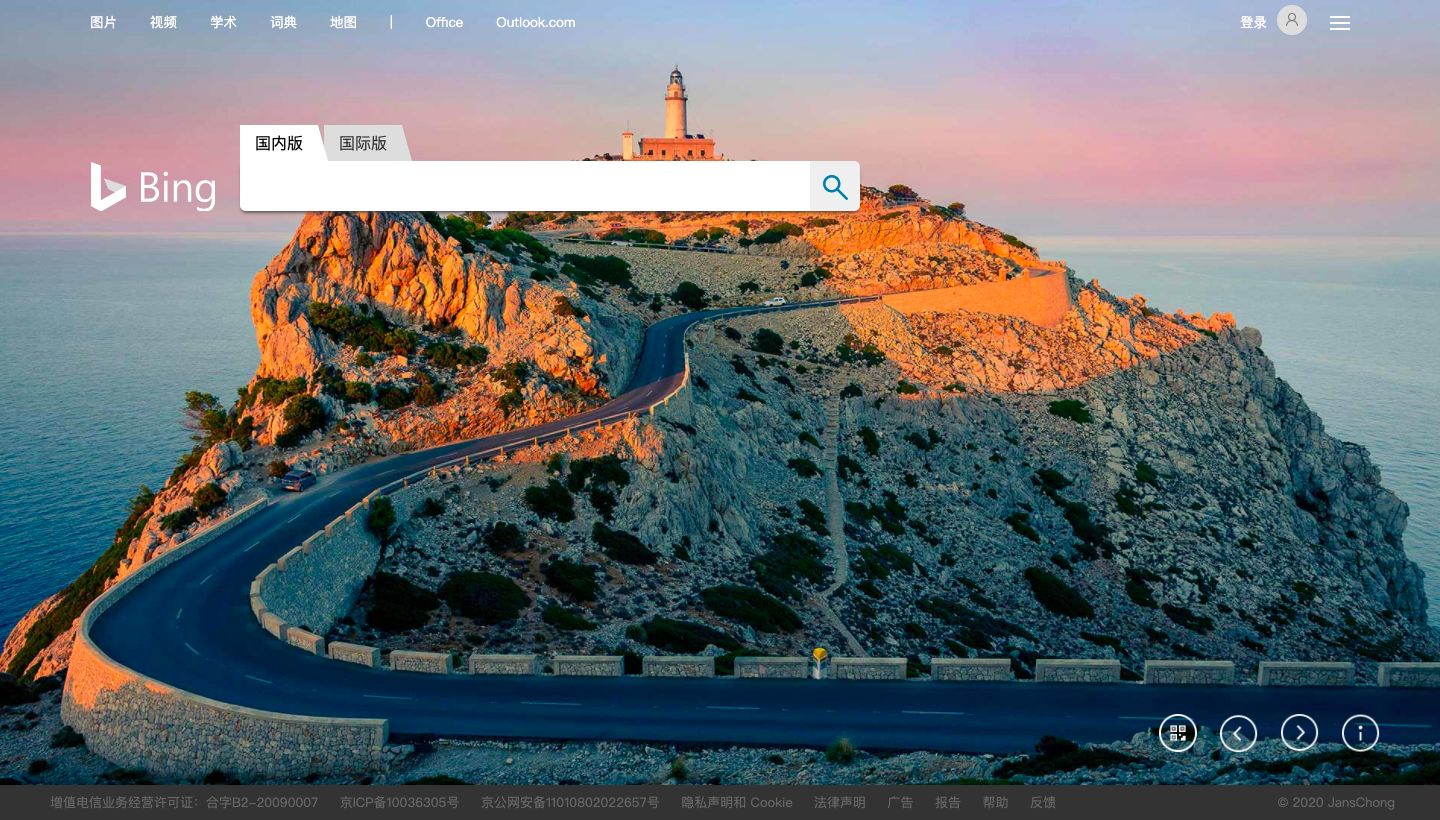 图片 视频 学术 词典 地图 | Office Outlook.com 登录
国内版 国际版
Bing
增值电信业务经营许可证：合字B2-20090007 京ICP备10036305号 京公网安备11010802022657号 隐私声明和 Cookie 法律声明 广告 报告 帮助 反馈 © 2020 JansChong